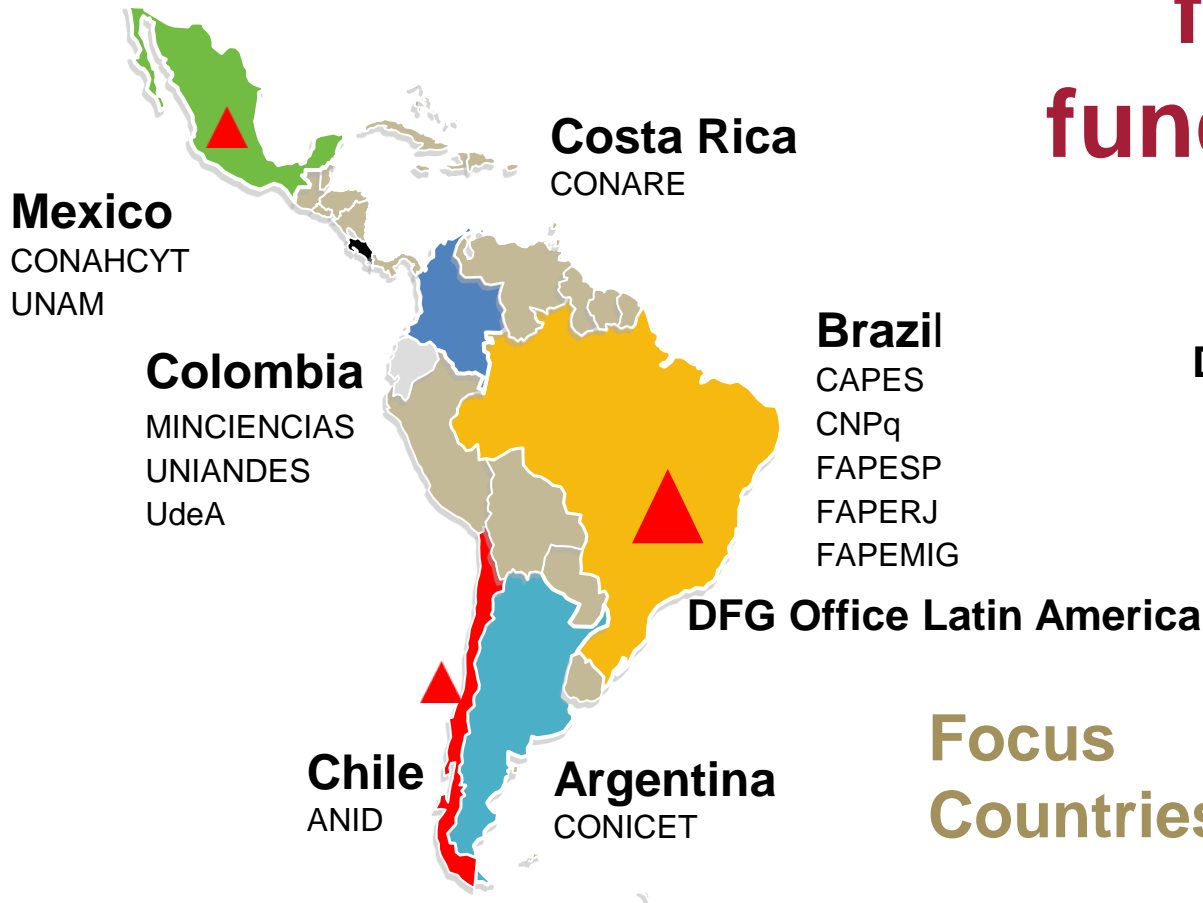 Costa Rica
CONARE
Mexico
CONAHCYT
UNAM
Colombia
MINCIENCIAS
UNIANDES
UdeA
Brazil
CAPES
CNPq
FAPESP
FAPERJ
FAPEMIG
DFG Office Latin America
Chile
ANID
Argentina
CONICET
Focus
Countries